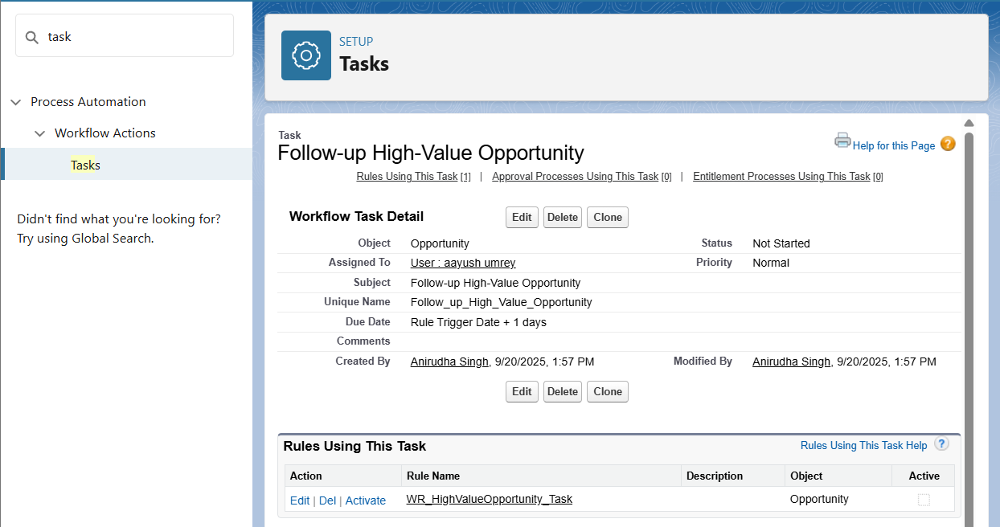 task
Process Automation
Workflow Actions
Tasks
Didn't find what you're looking for?
Try using Global Search.
SETUP
Tasks
Task
Follow-up High-Value Opportunity
Help for this Page ?
Rules Using This Task [1] | Approval Processes Using This Task [0] | Entitlement Processes Using This Task [0]
Workflow Task Detail Edit Delete Clone
Object Opportunity Status Not Started
Assigned To User : aayush umrey Priority Normal
Subject Follow-up High-Value Opportunity
Unique Name Follow_up_High_Value_Opportunity
Due Date Rule Trigger Date + 1 days
Comments
Created By Anirudha Singh, 9/20/2025, 1:57 PM Modified By Anirudha Singh, 9/20/2025, 1:57 PM
Edit Delete Clone
Rules Using This Task Rules Using This Task Help ?
Action Rule Name Description Object Active
Edit | Del | Activate WR_HighValueOpportunity_Task Opportunity